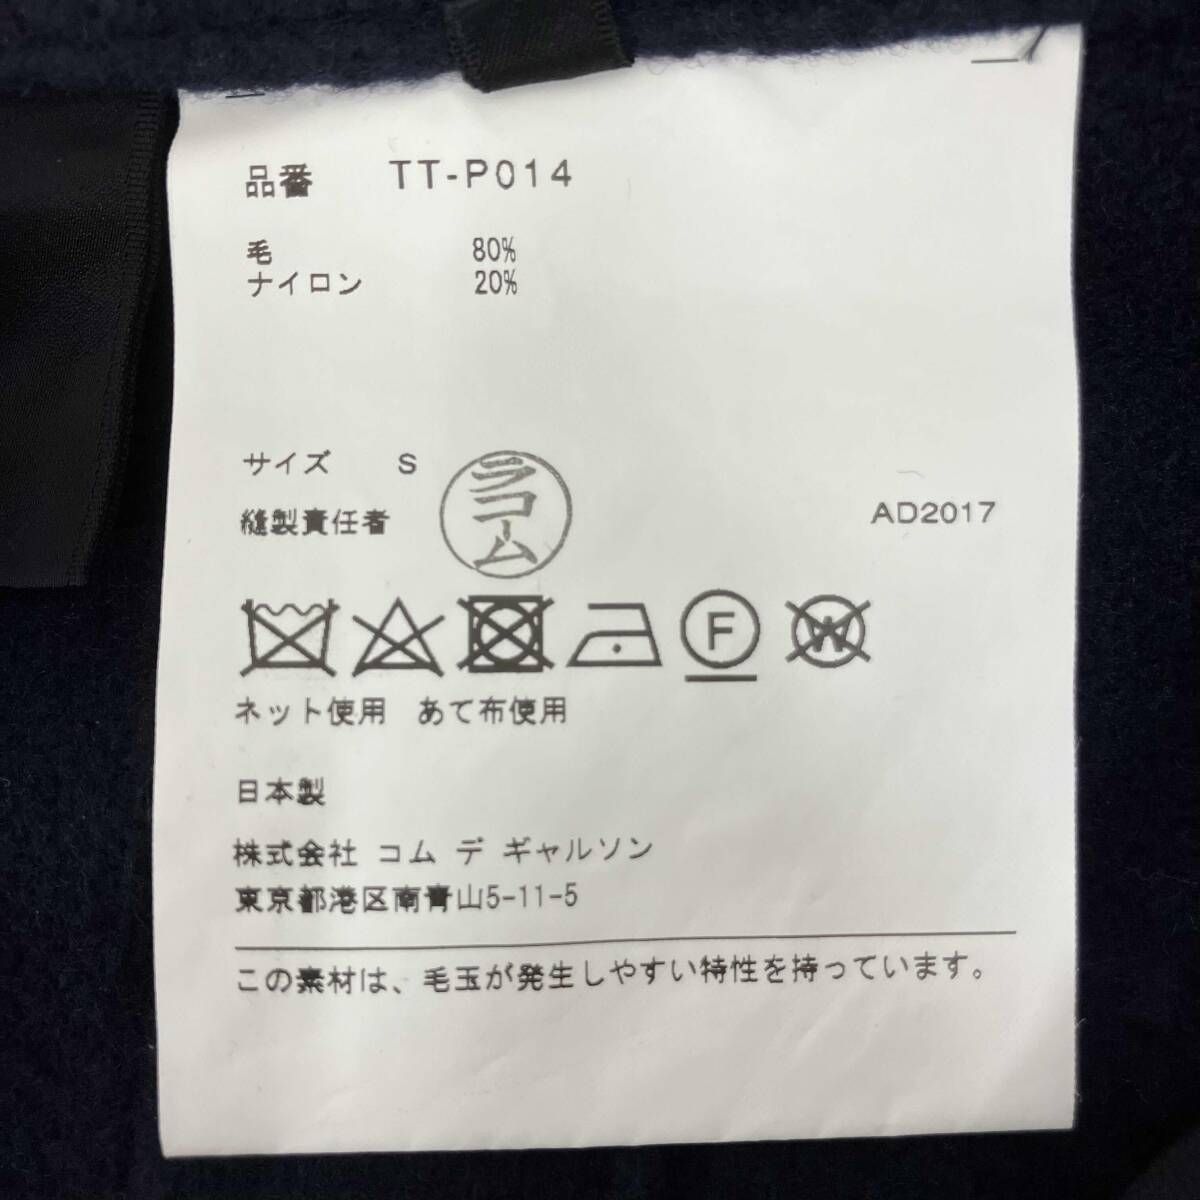 品番 TT-P014
毛 80%
ナイロン 20%
サイズ S
縫製責任者 ラコーム
AD2017
F W
ネット使用 あて布使用
日本製
株式会社 コム デ ギャルソン
東京都港区南青山5-11-5
この素材は、毛玉が発生しやすい特性を持っています。